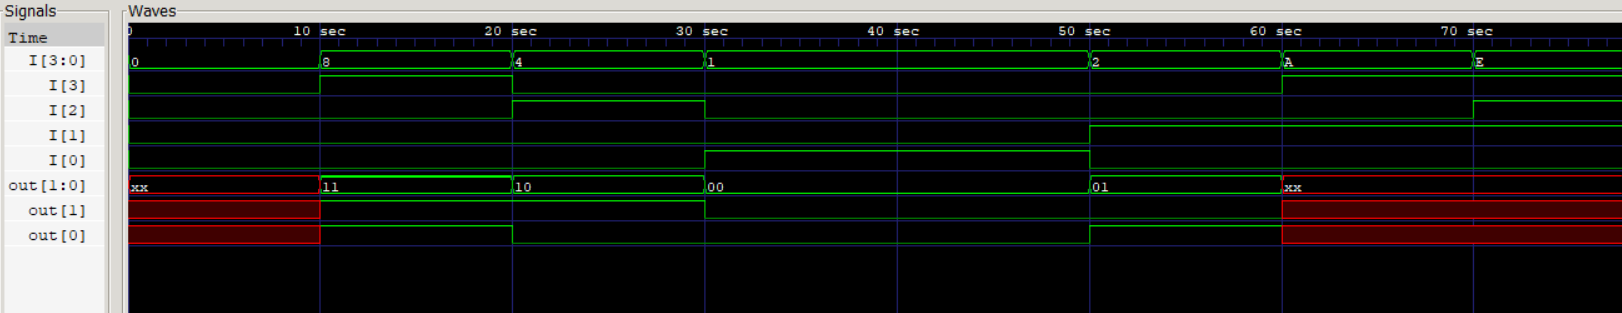 Signals Waves
Time 0 10 sec 20 sec 30 sec 40 sec 50 sec 60 sec 70 sec
I[3:0] 0 8 4 1 2 A E
I[3]
I[2]
I[1]
I[0]
out[1:0] xx 11 10 00 01 xx
out[1]
out[0]